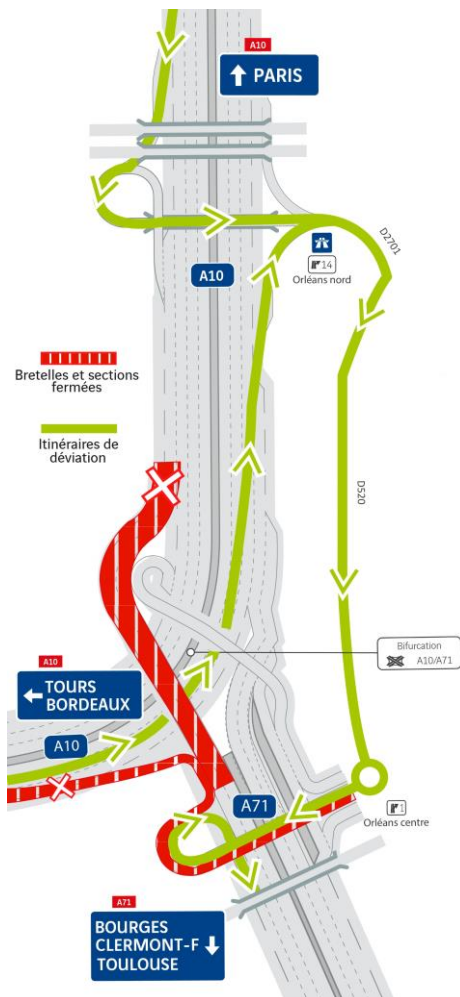 A10
↑ PARIS
D2701
14
Orléans nord
A10
Bretelles et sections
fermées
Itinéraires de
déviation
D520
Bifurcation
A10/A71
A10
← TOURS
BORDEAUX
A10
A71
1
Orléans centre
A71
BOURGES
CLERMONT-F ↓
TOULOUSE